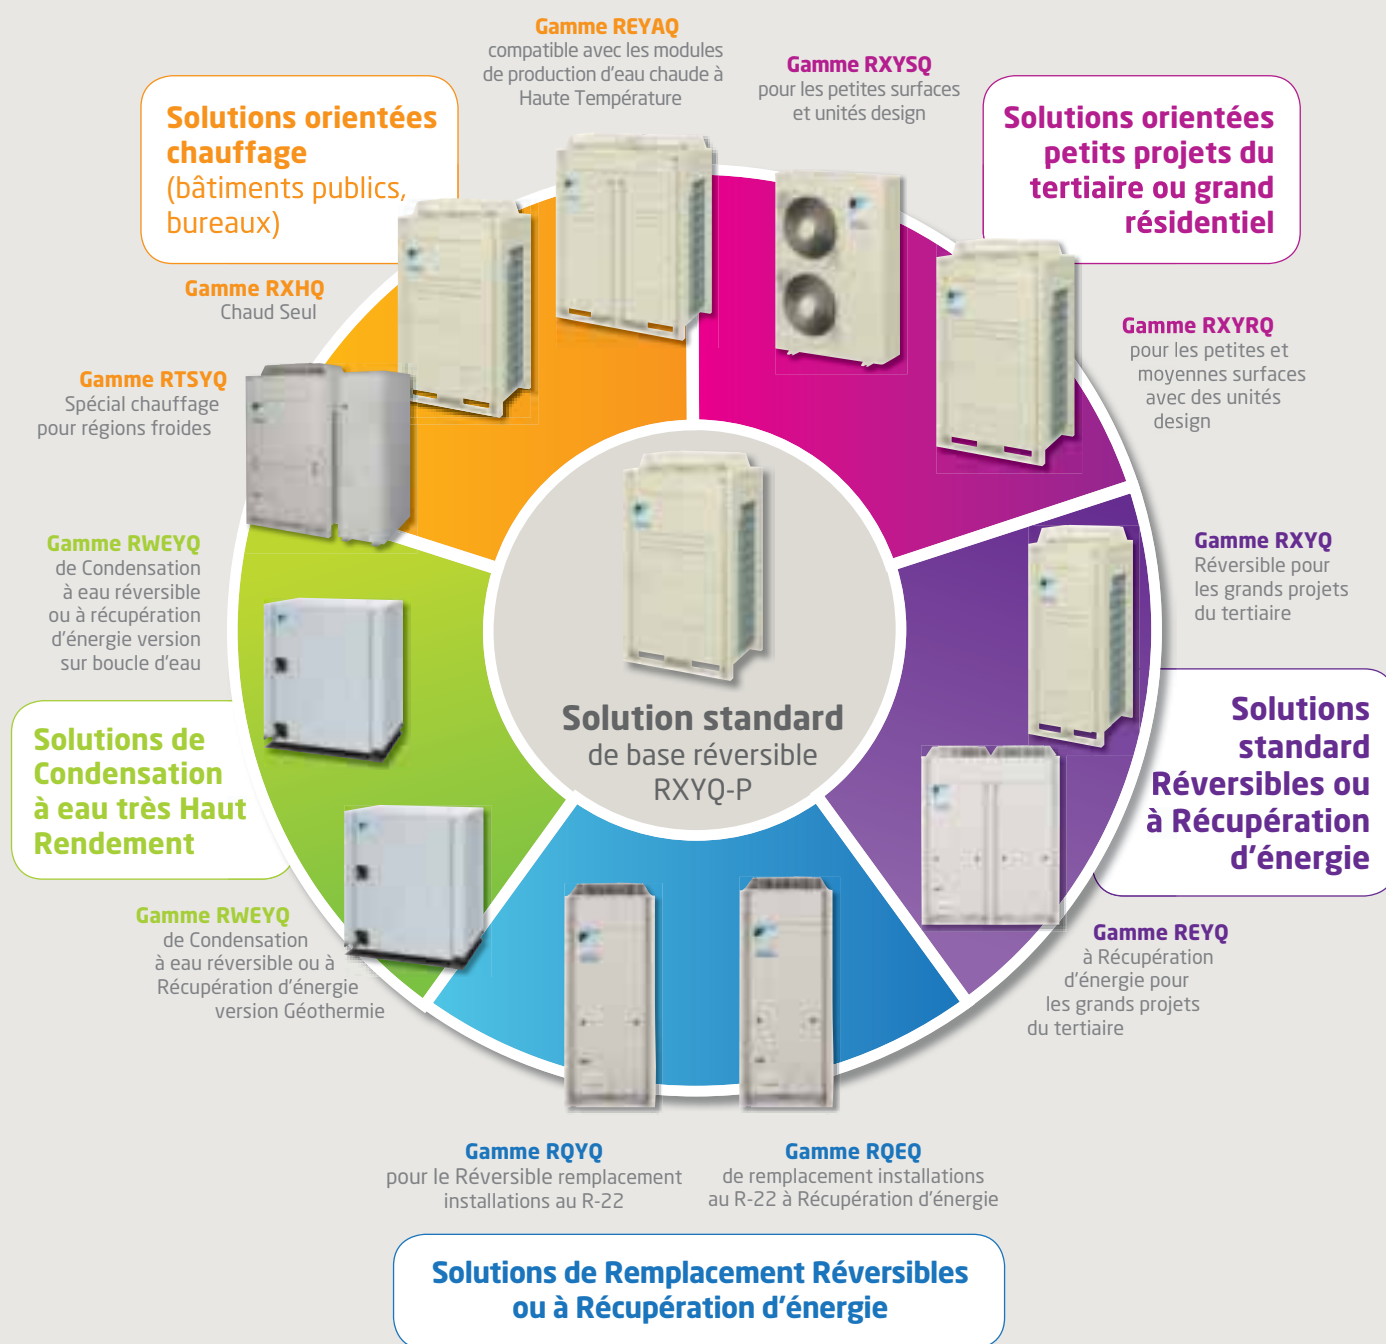 Gamme REYAQ
compatible avec les modules
de production d'eau chaude à
Haute Température
Gamme RXYSQ
pour les petites surfaces
et unités design
Solutions orientées
chauffage
(bâtiments publics,
bureaux)
Solutions orientées
petits projets du
tertiaire ou grand
résidentiel
Gamme RXHQ
Chaud Seul
Gamme RXYRQ
pour les petites et
moyennes surfaces
avec des unités
design
Gamme RTSYQ
Spécial chauffage
pour régions froides
Gamme RWEYQ
de Condensation
à eau réversible
ou à récupération
d'énergie version
sur boucle d'eau
Gamme RXYQ
Réversible pour
les grands projets
du tertiaire
Solution standard
de base réversible
RXYQ-P
Solutions de
Condensation
à eau très Haut
Rendement
Solutions
standard
Réversibles ou
à Récupération
d'énergie
Gamme RWEYQ
de Condensation
à eau réversible ou à
Récupération d'énergie
version Géothermie
Gamme REYQ
à Récupération
d'énergie pour
les grands projets
du tertiaire
Gamme RQYQ
pour le Réversible remplacement
installations au R-22
Gamme RQEQ
de remplacement installations
au R-22 à Récupération d'énergie
Solutions de Remplacement Réversibles
ou à Récupération d'énergie